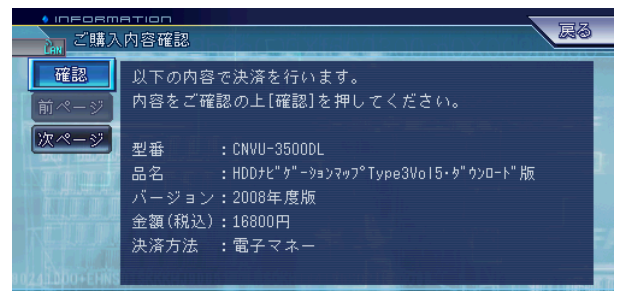 INFORMATION
LAN ご購入内容確認
戻る
確認
前ページ
次ページ
以下の内容で決済を行います。
内容をご確認の上[確認]を押してください。
型番　　：CNVU-3500DL
品名　　：HDDﾅﾋﾞｹﾞｰｼｮﾝﾏｯﾌﾟType3Vol5･ﾀﾞｳﾝﾛｰﾄﾞ版
バージョン：2008年度版
金額(税込)：16800円
決済方法　：電子マネー